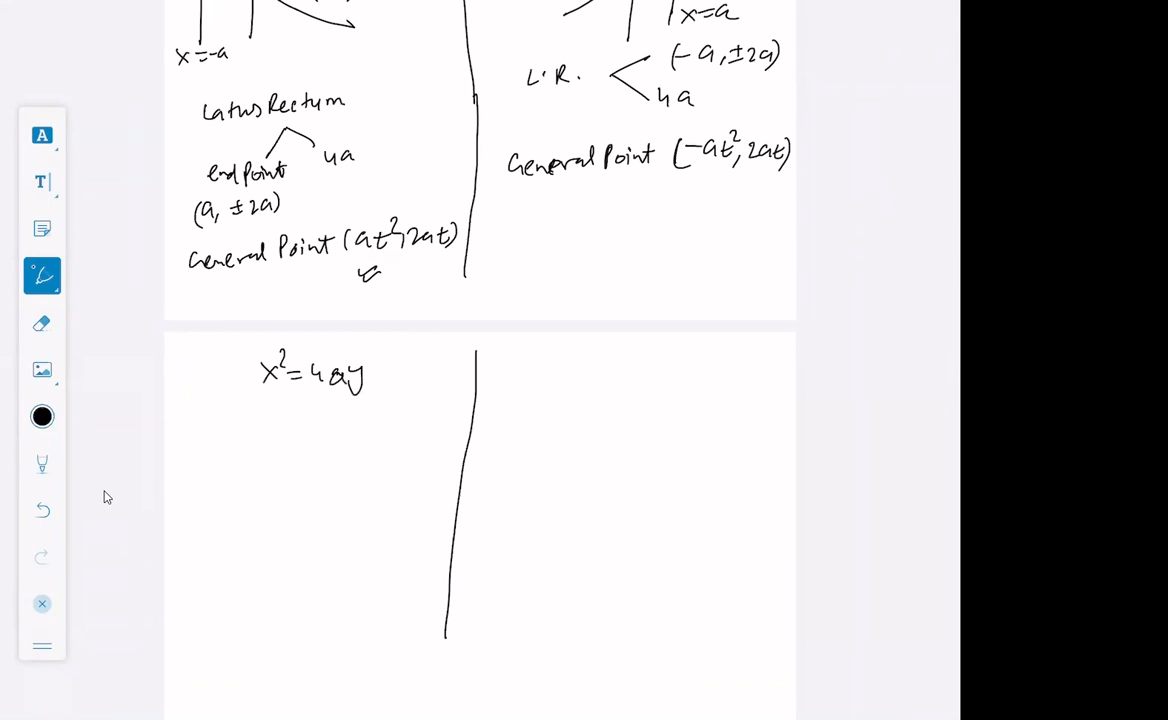 x=-a
Latus Rectum
end Point
4a
(a, ±2a)
General Point (at², 2at)
x=a
L.R.
(-a, ±2a)
4a
General Point (-at², 2at)
x²=4ay
A
T